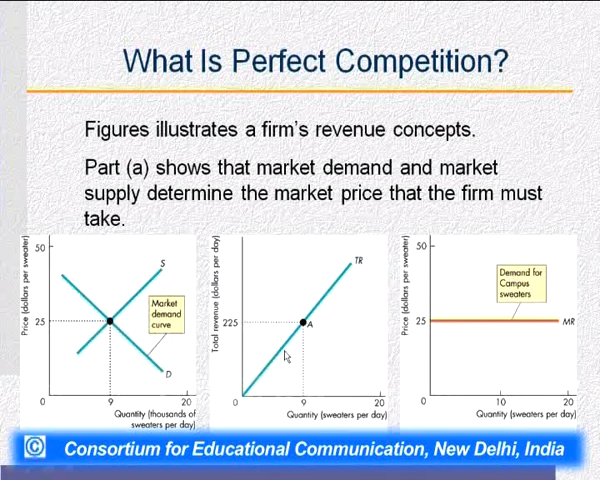 What Is Perfect Competition?
Figures illustrates a firm's revenue concepts.
Part (a) shows that market demand and market
supply determine the market price that the firm must
take.
Price (dollars per sweater)
50
25
0
9
20
S
D
Market
demand
curve
Quantity (thousands of
sweaters per day)
Total revenue (dollars per day)
225
0
9
20
TR
A
Quantity (sweaters per day)
Price (dollars per sweater)
50
25
0
10
20
Demand for
Campus
sweaters
MR
Quantity (sweaters per day)
© Consortium for Educational Communication, New Delhi, India